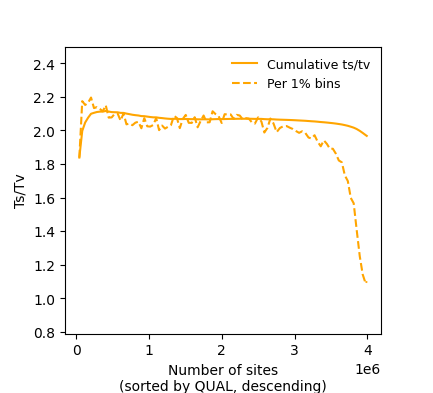 Cumulative ts/tv
Per 1% bins
2.4
2.2
2.0
1.8
1.6
1.4
1.2
1.0
0.8
Ts/Tv
0 1 2 3 4
1e6
Number of sites
(sorted by QUAL, descending)